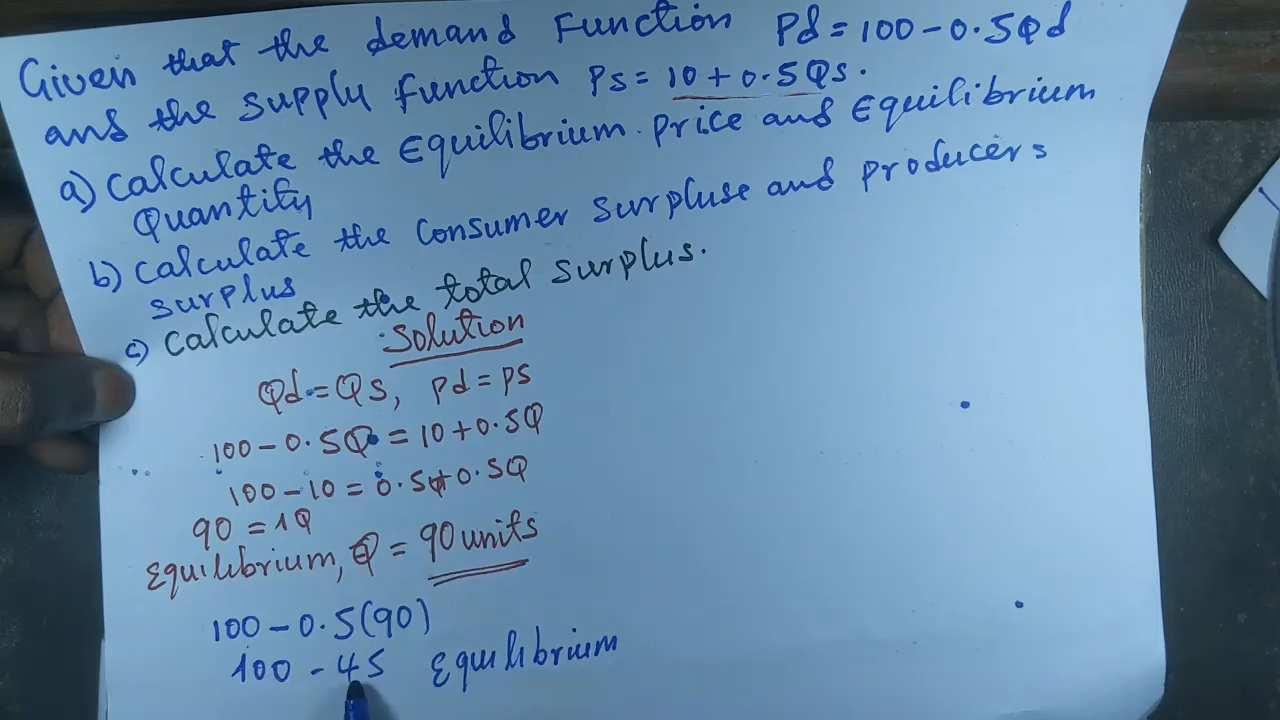 Given that the demand Function Pd = 100 - 0.5Qd
and the supply function Ps = 10 + 0.5Qs.
a) Calculate the Equilibrium price and Equilibrium
Quantity
b) Calculate the Consumer surpluse and producers
surplus
c) Calculate the total surplus.
Solution
Qd = Qs, pd = ps
100 - 0.5Q = 10 + 0.5Q
100 - 10 = 0.5Q+0.5Q
90 = 1Q
Equilibrium, Q = 90 units
100 - 0.5(90)
100 - 45 Equilibrium